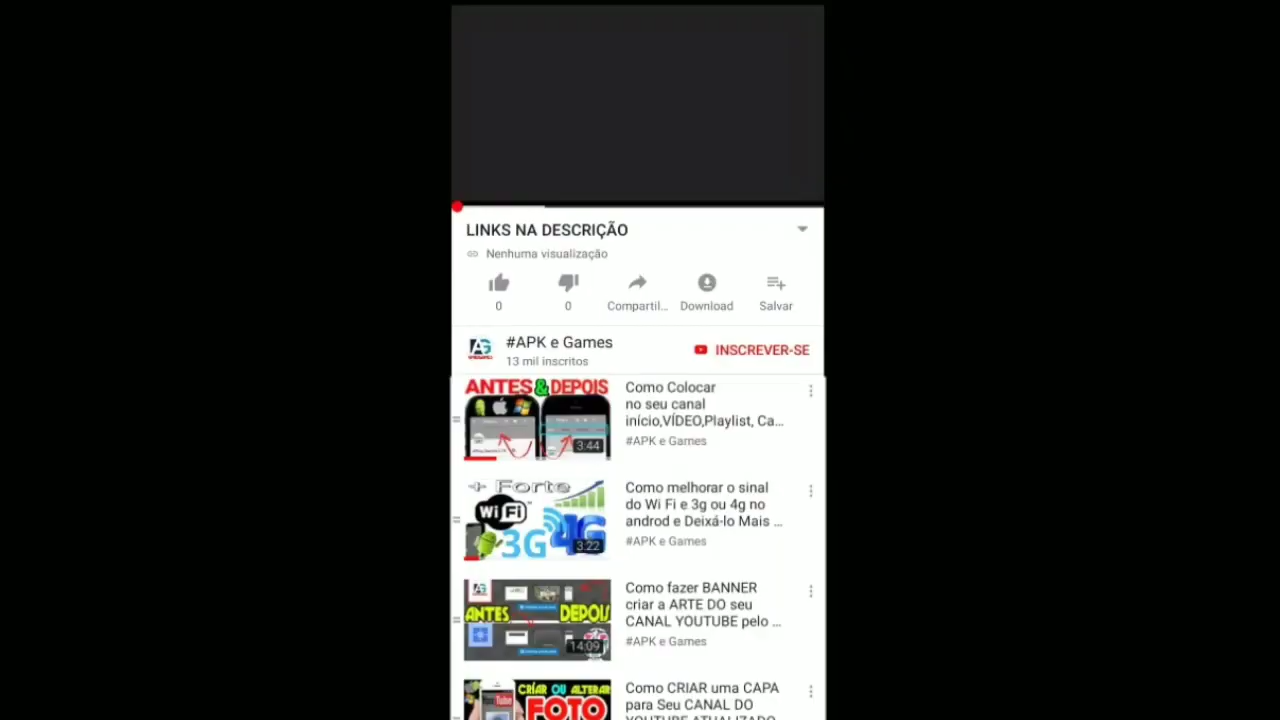 LINKS NA DESCRIÇÃO
Nenhuma visualização
0
0
Compartil...
Download
Salvar
#APK e Games
13 mil inscritos
INSCREVER-SE
ANTES & DEPOIS
3:44
Como Colocar
no seu canal
início,VÍDEO,Playlist, Ca...
#APK e Games
+ Forte
Wi Fi
3G
4G
3:22
Como melhorar o sinal
do Wi Fi e 3g ou 4g no
androd e Deixá-lo Mais ...
#APK e Games
ANTES
DEPOIS
14:09
Como fazer BANNER
criar a ARTE DO seu
CANAL YOUTUBE pelo ...
#APK e Games
CRIAR OU ALTERAR
FOTO
Como CRIAR uma CAPA
para Seu CANAL DO
YOUTUBE ATUALIZADO